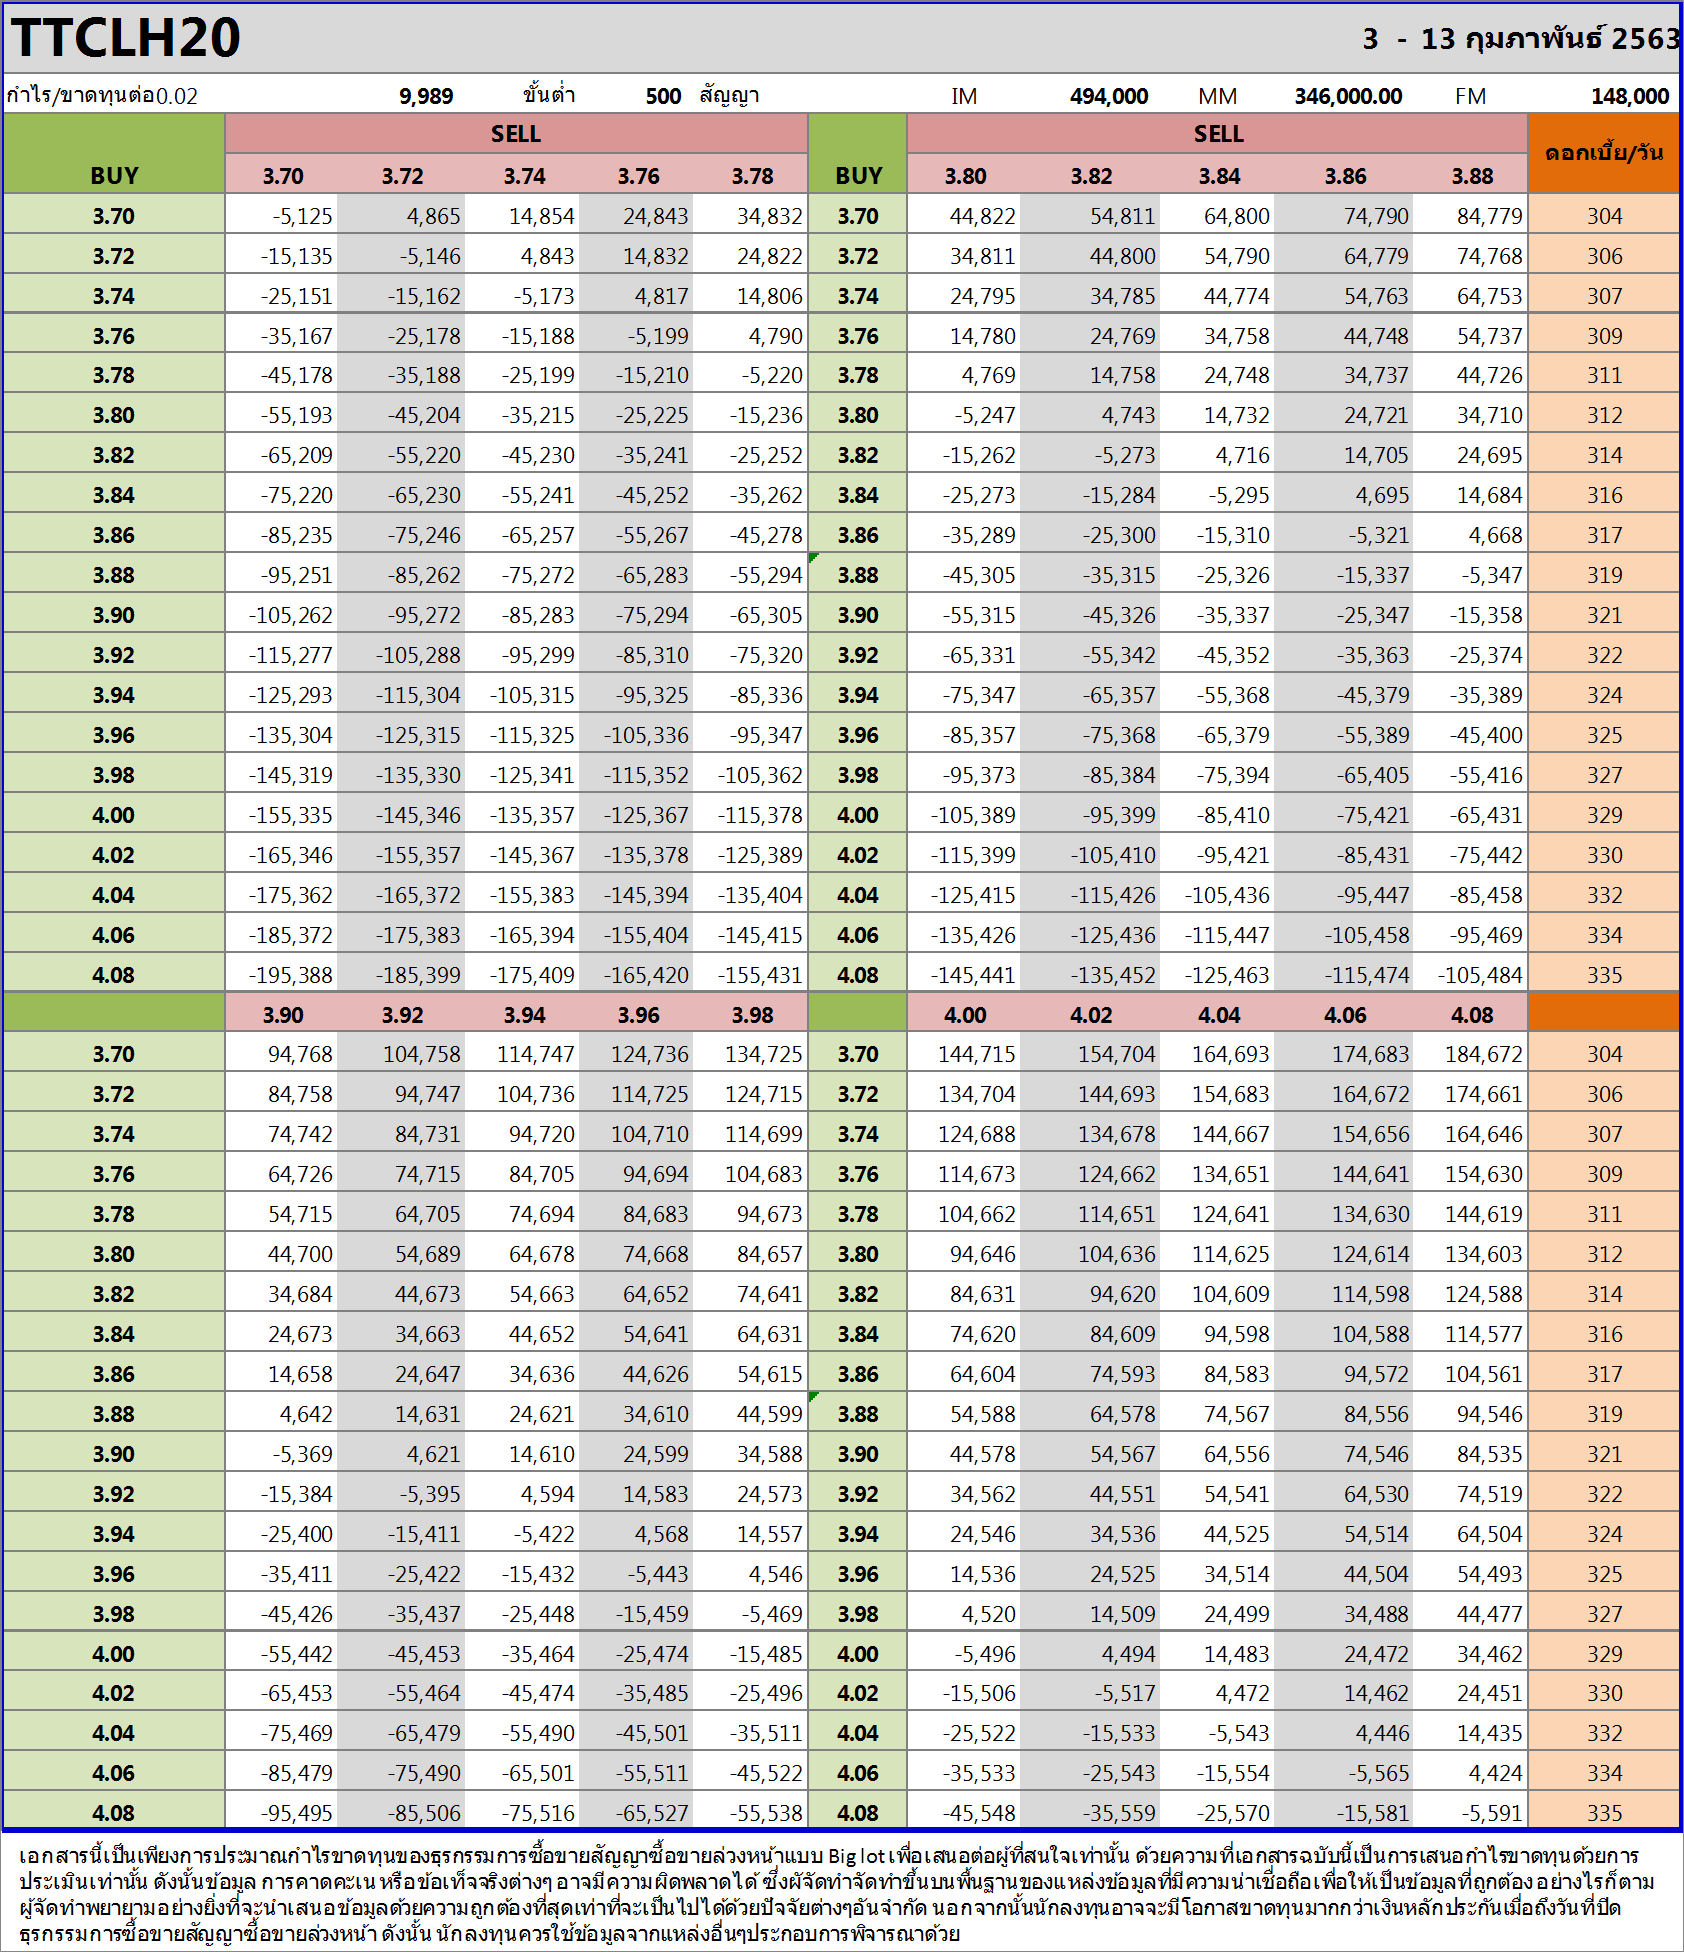 TTCLH20 3 - 13 กุมภาพันธ์ 2563
กำไร/ขาดทุนต่อ0.02 9,989 ขั้นต่ำ 500 สัญญา IM 494,000 MM 346,000.00 FM 148,000
SELL SELL ดอกเบี้ย/วัน
BUY 3.70 3.72 3.74 3.76 3.78 BUY 3.80 3.82 3.84 3.86 3.88
3.70 -5,125 4,865 14,854 24,843 34,832 3.70 44,822 54,811 64,800 74,790 84,779 304
3.72 -15,135 -5,146 4,843 14,832 24,822 3.72 34,811 44,800 54,790 64,779 74,768 306
3.74 -25,151 -15,162 -5,173 4,817 14,806 3.74 24,795 34,785 44,774 54,763 64,753 307
3.76 -35,167 -25,178 -15,188 -5,199 4,790 3.76 14,780 24,769 34,758 44,748 54,737 309
3.78 -45,178 -35,188 -25,199 -15,210 -5,220 3.78 4,769 14,758 24,748 34,737 44,726 311
3.80 -55,193 -45,204 -35,215 -25,225 -15,236 3.80 -5,247 4,743 14,732 24,721 34,710 312
3.82 -65,209 -55,220 -45,230 -35,241 -25,252 3.82 -15,262 -5,273 4,716 14,705 24,695 314
3.84 -75,220 -65,230 -55,241 -45,252 -35,262 3.84 -25,273 -15,284 -5,295 4,695 14,684 316
3.86 -85,235 -75,246 -65,257 -55,267 -45,278 3.86 -35,289 -25,300 -15,310 -5,321 4,668 317
3.88 -95,251 -85,262 -75,272 -65,283 -55,294 3.88 -45,305 -35,315 -25,326 -15,337 -5,347 319
3.90 -105,262 -95,272 -85,283 -75,294 -65,305 3.90 -55,315 -45,326 -35,337 -25,347 -15,358 321
3.92 -115,277 -105,288 -95,299 -85,310 -75,320 3.92 -65,331 -55,342 -45,352 -35,363 -25,374 322
3.94 -125,293 -115,304 -105,315 -95,325 -85,336 3.94 -75,347 -65,357 -55,368 -45,379 -35,389 324
3.96 -135,304 -125,315 -115,325 -105,336 -95,347 3.96 -85,357 -75,368 -65,379 -55,389 -45,400 325
3.98 -145,319 -135,330 -125,341 -115,352 -105,362 3.98 -95,373 -85,384 -75,394 -65,405 -55,416 327
4.00 -155,335 -145,346 -135,357 -125,367 -115,378 4.00 -105,389 -95,399 -85,410 -75,421 -65,431 329
4.02 -165,346 -155,357 -145,367 -135,378 -125,389 4.02 -115,399 -105,410 -95,421 -85,431 -75,442 330
4.04 -175,362 -165,372 -155,383 -145,394 -135,404 4.04 -125,415 -115,426 -105,436 -95,447 -85,458 332
4.06 -185,372 -175,383 -165,394 -155,404 -145,415 4.06 -135,426 -125,436 -115,447 -105,458 -95,469 334
4.08 -195,388 -185,399 -175,409 -165,420 -155,431 4.08 -145,441 -135,452 -125,463 -115,474 -105,484 335
3.90 3.92 3.94 3.96 3.98 4.00 4.02 4.04 4.06 4.08
3.70 94,768 104,758 114,747 124,736 134,725 3.70 144,715 154,704 164,693 174,683 184,672 304
3.72 84,758 94,747 104,736 114,725 124,715 3.72 134,704 144,693 154,683 164,672 174,661 306
3.74 74,742 84,731 94,720 104,710 114,699 3.74 124,688 134,678 144,667 154,656 164,646 307
3.76 64,726 74,715 84,705 94,694 104,683 3.76 114,673 124,662 134,651 144,641 154,630 309
3.78 54,715 64,705 74,694 84,683 94,673 3.78 104,662 114,651 124,641 134,630 144,619 311
3.80 44,700 54,689 64,678 74,668 84,657 3.80 94,646 104,636 114,625 124,614 134,603 312
3.82 34,684 44,673 54,663 64,652 74,641 3.82 84,631 94,620 104,609 114,598 124,588 314
3.84 24,673 34,663 44,652 54,641 64,631 3.84 74,620 84,609 94,598 104,588 114,577 316
3.86 14,658 24,647 34,636 44,626 54,615 3.86 64,604 74,593 84,583 94,572 104,561 317
3.88 4,642 14,631 24,621 34,610 44,599 3.88 54,588 64,578 74,567 84,556 94,546 319
3.90 -5,369 4,621 14,610 24,599 34,588 3.90 44,578 54,567 64,556 74,546 84,535 321
3.92 -15,384 -5,395 4,594 14,583 24,573 3.92 34,562 44,551 54,541 64,530 74,519 322
3.94 -25,400 -15,411 -5,422 4,568 14,557 3.94 24,546 34,536 44,525 54,514 64,504 324
3.96 -35,411 -25,422 -15,432 -5,443 4,546 3.96 14,536 24,525 34,514 44,504 54,493 325
3.98 -45,426 -35,437 -25,448 -15,459 -5,469 3.98 4,520 14,509 24,499 34,488 44,477 327
4.00 -55,442 -45,453 -35,464 -25,474 -15,485 4.00 -5,496 4,494 14,483 24,472 34,462 329
4.02 -65,453 -55,464 -45,474 -35,485 -25,496 4.02 -15,506 -5,517 4,472 14,462 24,451 330
4.04 -75,469 -65,479 -55,490 -45,501 -35,511 4.04 -25,522 -15,533 -5,543 4,446 14,435 332
4.06 -85,479 -75,490 -65,501 -55,511 -45,522 4.06 -35,533 -25,543 -15,554 -5,565 4,424 334
4.08 -95,495 -85,506 -75,516 -65,527 -55,538 4.08 -45,548 -35,559 -25,570 -15,581 -5,591 335
เอกสารนี้เป็นเพียงการประมาณกำไรขาดทุนของธุรกรรมการซื้อขายสัญญาซื้อขายล่วงหน้าแบบ Big lot เพื่อเสนอต่อผู้ที่สนใจเท่านั้น ด้วยความที่เอกสารฉบับนี้เป็นการเสนอกำไรขาดทุนด้วยการ
ประเมินเท่านั้น ดังนั้นข้อมูล การคาดคะเน หรือข้อเท็จจริงต่างๆ อาจมีความผิดพลาดได้ ซึ่งผู้จัดทำจัดทำขึ้นบนพื้นฐานของแหล่งข้อมูลที่มีความน่าเชื่อถือเพื่อให้เป็นข้อมูลที่ถูกต้อง อย่างไรก็ตาม
ผู้จัดทำพยายามอย่างยิ่งที่จะนำเสนอข้อมูลด้วยความถูกต้องที่สุดเท่าที่จะเป็นไปได้ด้วยปัจจัยต่างๆอันจำกัด นอกจากนั้นนักลงทุนอาจจะมีโอกาสขาดทุนมากกว่าเงินหลักประกันเมื่อถึงวันที่ปิด
ธุรกรรมการซื้อขายสัญญาซื้อขายล่วงหน้า ดังนั้น นักลงทุนควรใช้ข้อมูลจากแหล่งอื่นๆประกอบการพิจารณาด้วย